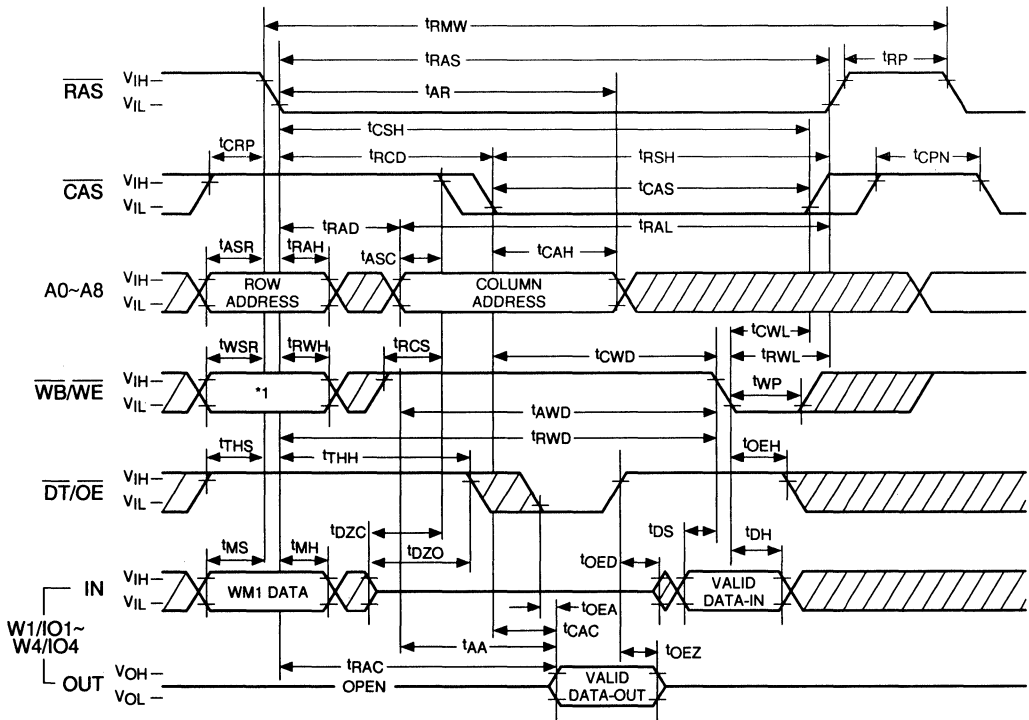 tRMW
tRAS
tRP
RAS
VIH
VIL
tAR
tCSH
tCRP
tRCD
tRSH
tCPN
CAS
VIH
VIL
tCAS
tRAD
tRAL
tASR
tRAH
tASC
tCAH
A0~A8
VIH
VIL
ROW
ADDRESS
COLUMN
ADDRESS
tCWL
tWSR
tRWH
tRCS
tCWD
tRWL
WB/WE
VIH
VIL
*1
tWP
tAWD
tRWD
tTHS
tTHH
tOEH
DT/OE
VIH
VIL
tDZC
tDS
tDH
tMS
tMH
tDZO
tOED
IN
VIH
VIL
WM1 DATA
VALID
DATA-IN
tOEA
W1/IO1~
W4/IO4
tCAC
tAA
tOEZ
tRAC
OUT
VOH
VOL
OPEN
VALID
DATA-OUT